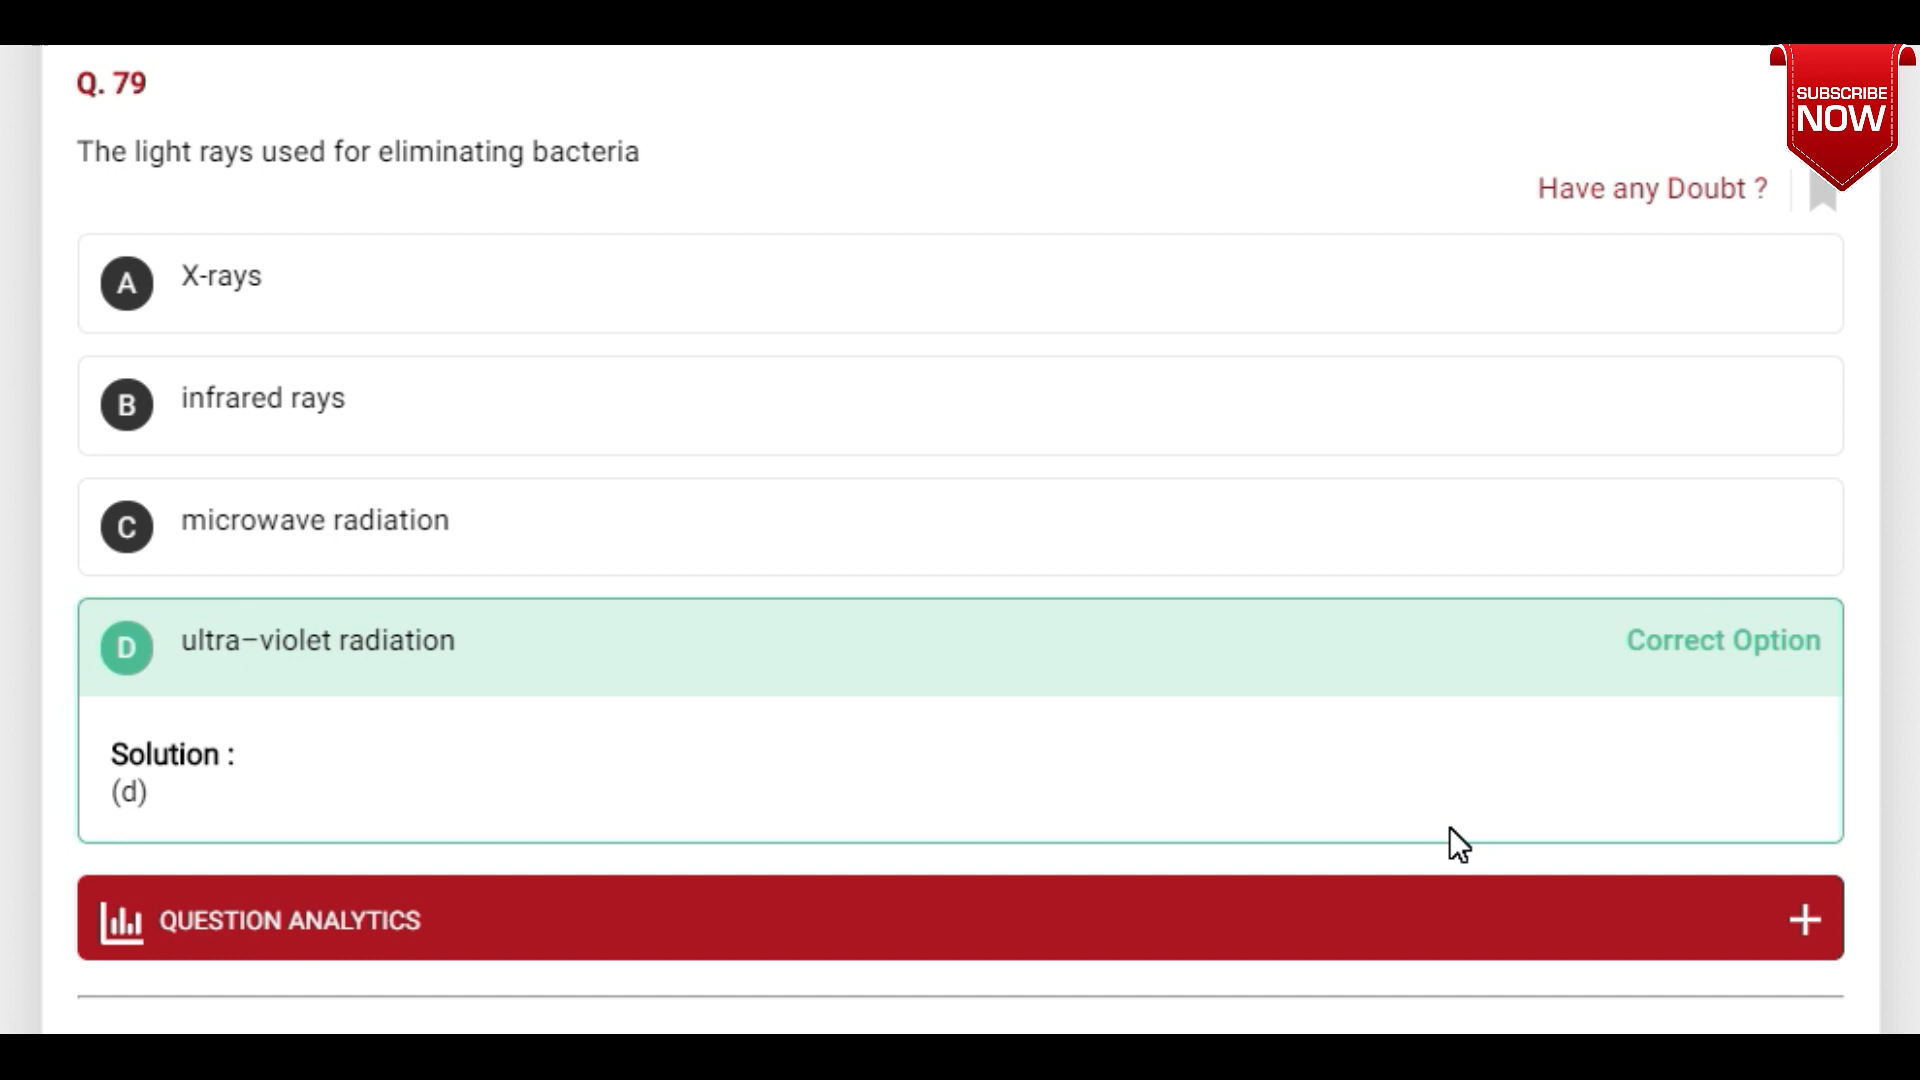 Q. 79
SUBSCRIBE
NOW
The light rays used for eliminating bacteria
Have any Doubt ?
A X-rays
B infrared rays
C microwave radiation
D ultra–violet radiation Correct Option
Solution :
(d)
QUESTION ANALYTICS +